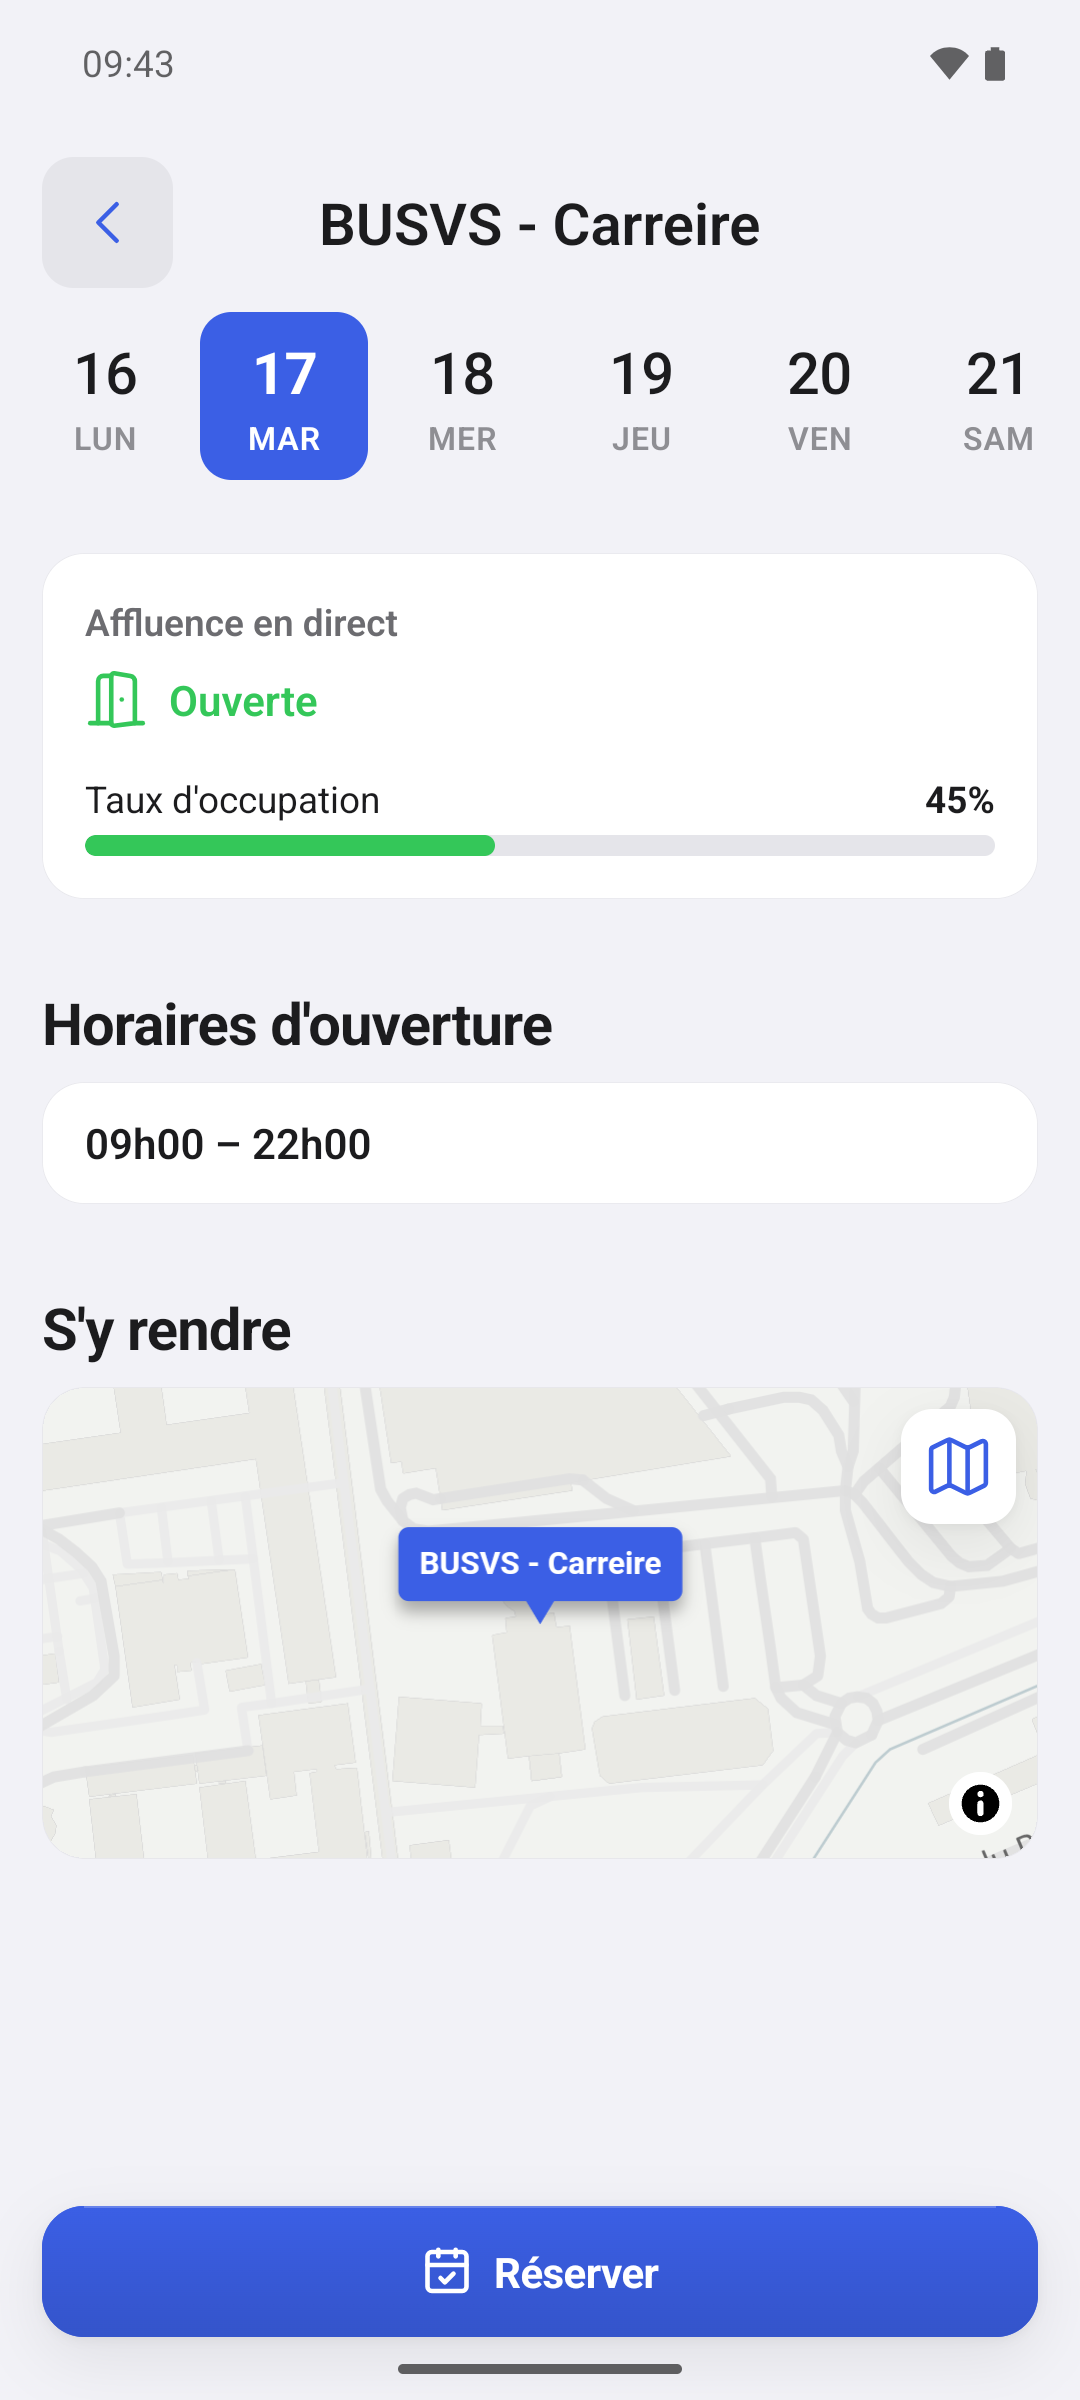 09:43
BUSVS - Carreire
16 17 18 19 20 21
LUN MAR MER JEU VEN SAM
Affluence en direct
Ouverte
Taux d'occupation 45%
Horaires d'ouverture
09h00 – 22h00
S'y rendre
BUSVS - Carreire
Réserver